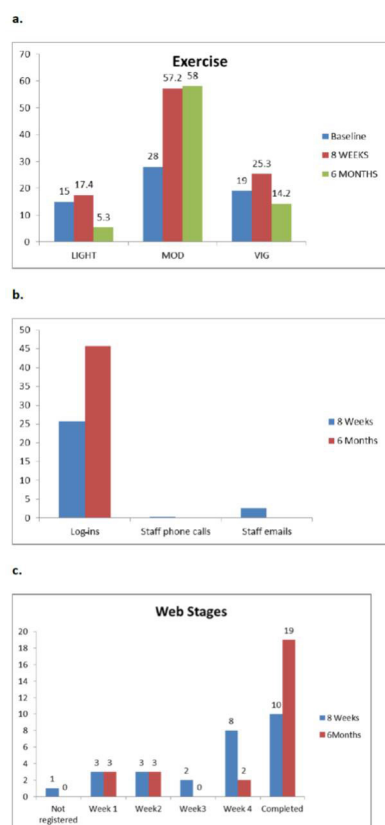 a.
Exercise
70
60
50
40
30
20
10
0
15 17.4 5.3
28 57.2 58
19 25.3 14.2
LIGHT MOD VIG
Baseline
8 WEEKS
6 MONTHS
b.
50
45
40
35
30
25
20
15
10
5
0
Log-ins Staff phone calls Staff emails
8 Weeks
6 Months
c.
Web Stages
20
18
16
14
12
10
8
6
4
2
0
1 0 3 3 3 3 2 0 8 2 10 19
Not Week 1 Week2 Week3 Week 4 Completed
registered
8 Weeks
6Months